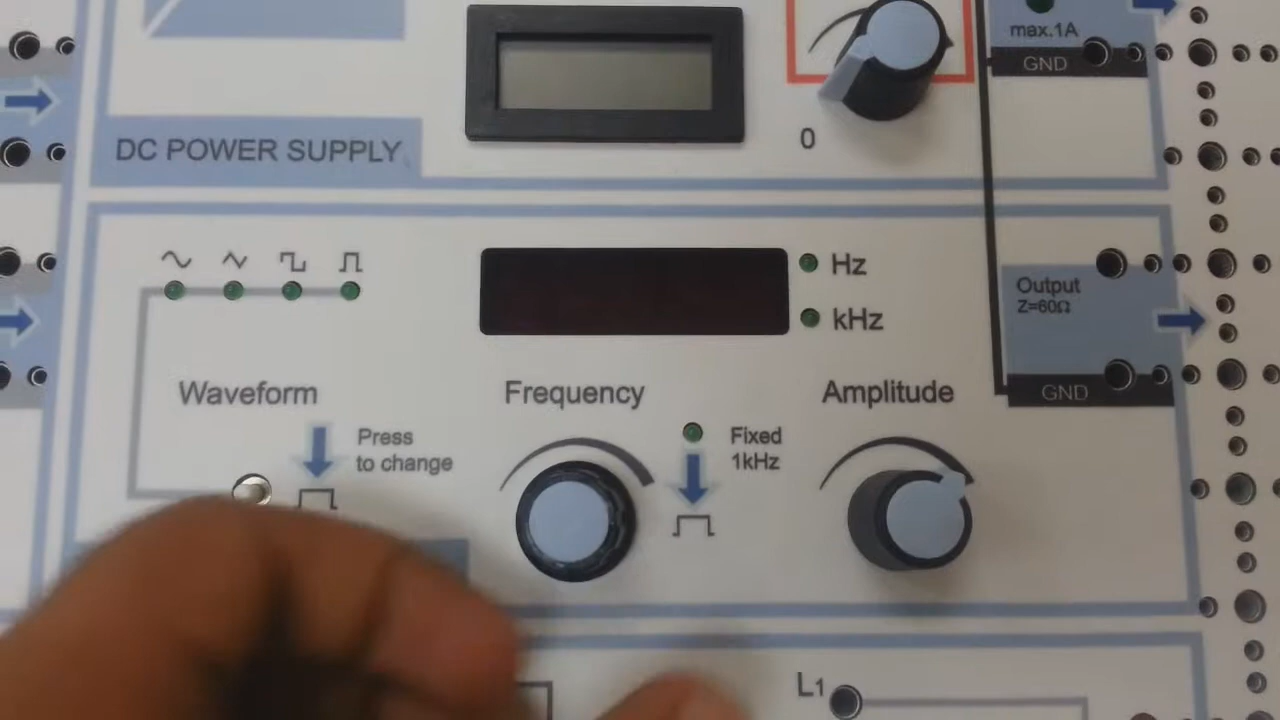 max.1A
GND
0
DC POWER SUPPLY
Hz
kHz
Output
Z=60Ω
GND
Waveform
Frequency
Amplitude
Press
to change
Fixed
1kHz
L1